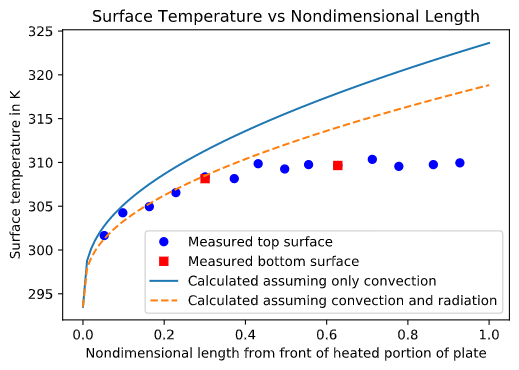 Surface Temperature vs Nondimensional Length
Surface temperature in K
325
320
315
310
305
300
295
Measured top surface
Measured bottom surface
Calculated assuming only convection
Calculated assuming convection and radiation
0.0 0.2 0.4 0.6 0.8 1.0
Nondimensional length from front of heated portion of plate